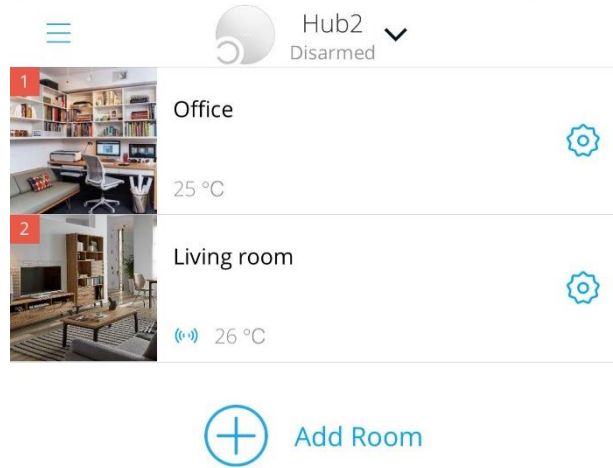 Hub2
Disarmed
1
Office
25 °C
2
Living room
26 °C
Add Room